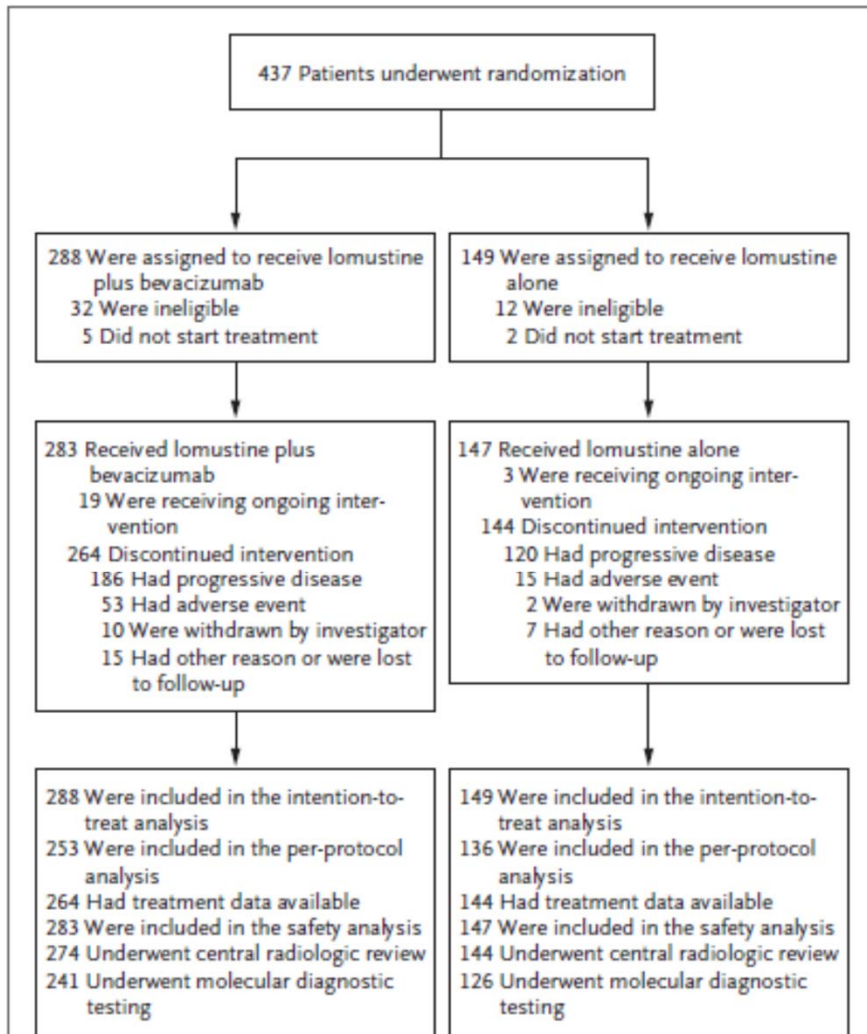 437 Patients underwent randomization
288 Were assigned to receive lomustine
plus bevacizumab
32 Were ineligible
5 Did not start treatment
149 Were assigned to receive lomustine
alone
12 Were ineligible
2 Did not start treatment
283 Received lomustine plus
bevacizumab
19 Were receiving ongoing inter-
vention
264 Discontinued intervention
186 Had progressive disease
53 Had adverse event
10 Were withdrawn by investigator
15 Had other reason or were lost
to follow-up
147 Received lomustine alone
3 Were receiving ongoing inter-
vention
144 Discontinued intervention
120 Had progressive disease
15 Had adverse event
2 Were withdrawn by investigator
7 Had other reason or were lost
to follow-up
288 Were included in the intention-to-
treat analysis
253 Were included in the per-protocol
analysis
264 Had treatment data available
283 Were included in the safety analysis
274 Underwent central radiologic review
241 Underwent molecular diagnostic
testing
149 Were included in the intention-to-
treat analysis
136 Were included in the per-protocol
analysis
144 Had treatment data available
147 Were included in the safety analysis
144 Underwent central radiologic review
126 Underwent molecular diagnostic
testing